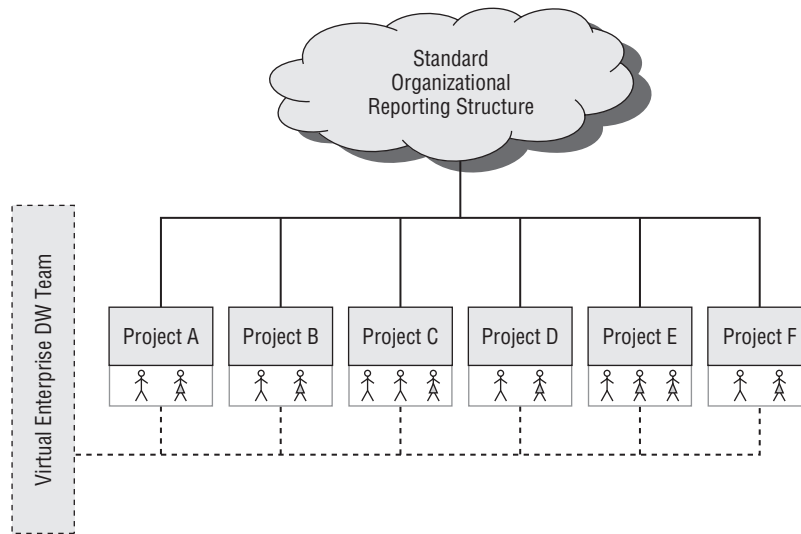 Standard
Organizational
Reporting Structure
Virtual Enterprise DW Team
Project A
Project B
Project C
Project D
Project E
Project F